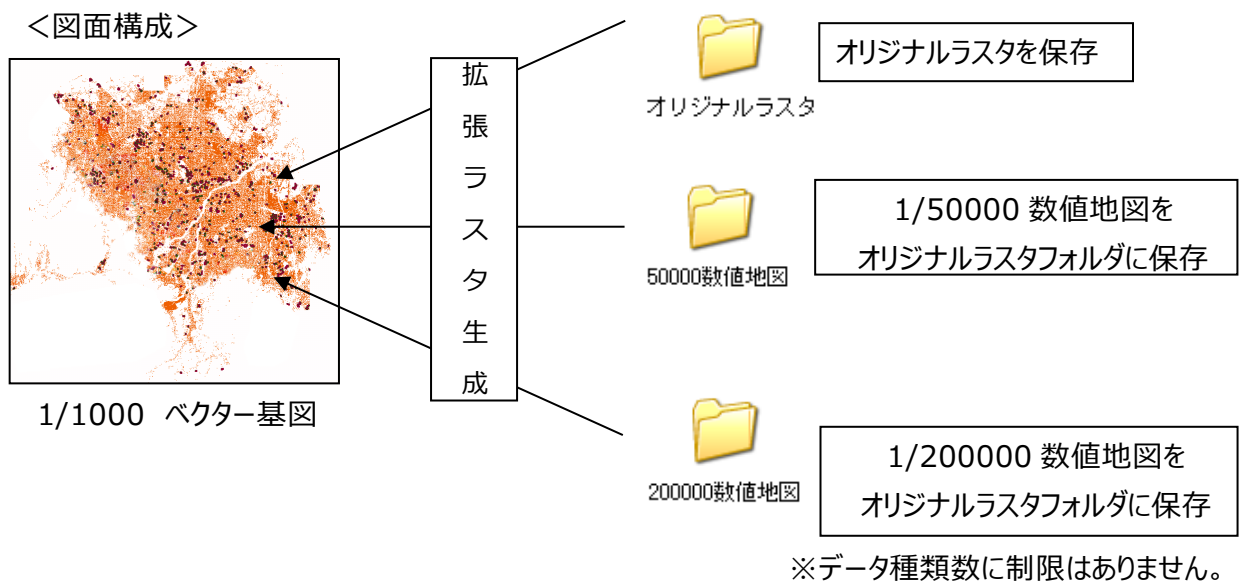 <図面構成>
1/1000 ベクター基図
拡張ラスタ生成
オリジナルラスタ
オリジナルラスタを保存
50000数値地図
1/50000 数値地図を
オリジナルラスタフォルダに保存
200000数値地図
1/200000 数値地図を
オリジナルラスタフォルダに保存
※データ種類数に制限はありません。